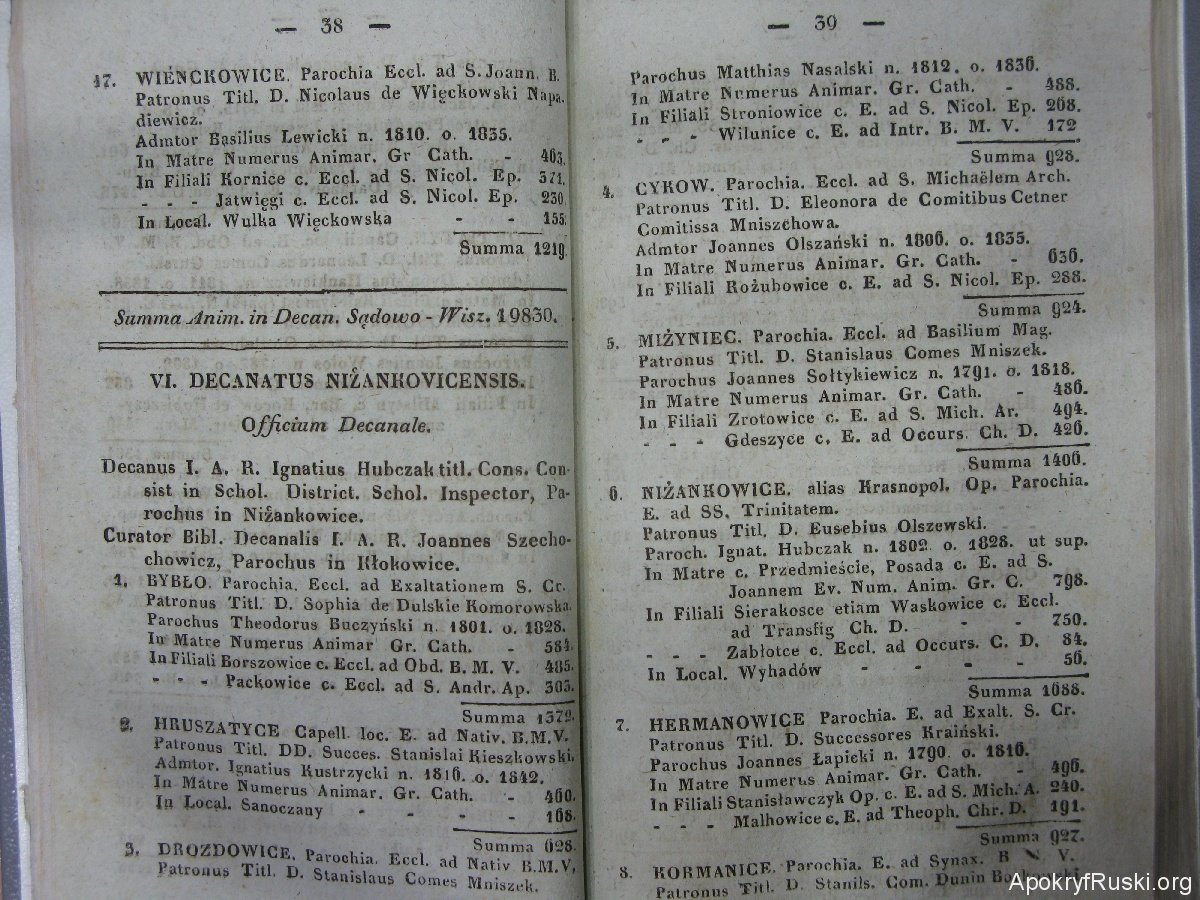 — 38 —
17. WIĘNCKOWICE. Parochia Eccl. ad S. Joann. B.
Patronus Titl. D. Nicolaus de Więckowski Napa-
diewicz.
Admtor Basilius Lewicki n. 1810. o. 1835.
In Matre Numerus Animar. Gr Cath. - 463.
In Filiali Kornice c. Eccl. ad S. Nicol. Ep. 371.
- - - Jatwięgi c. Eccl. ad S. Nicol. Ep. 230.
In Local. Wulka Więckowska - - 155.
Summa 1219.
Summa Anim. in Decan. Sądowo - Wisz. 19830.
VI. DECANATUS NIŻANKOVICENSIS.
Officium Decanale.
Decanus I. A. R. Ignatius Hubczak titl. Cons. Con-
sist in Schol. District. Schol. Inspector, Pa-
rochus in Niżankowice.
Curator Bibl. Decanalis I. A. R. Joannes Szecho-
chowicz, Parochus in Kłokowice.
1. BYBŁO. Parochia. Eccl. ad Exaltationem S. Cr.
Patronus Titl. D. Sophia de Dulskie Komorowska.
Parochus Theodorus Buczyński n. 1801. o. 1828.
In Matre Numerus Animar Gr. Cath. - 584.
In Filiali Borszowice c. Eccl. ad Obd. B. M. V. 485.
- - - Packowice c. Eccl. ad S. Andr. Ap. 303.
Summa 1372.
2. HRUSZATYCE Capell. loc. E. ad Nativ. B.M.V.
Patronus Titl. DD. Succes. Stanislai Kieszkowski.
Admtor. Ignatius Kustrzycki n. 1816. o. 1842.
In Matre Numerus Animar. Gr. Cath. - 460.
In Local. Sanoczany - - - - 168.
Summa 628.
3. DROZDOWICE. Parochia. Eccl. ad Nativ B.M.V,
Patronus Titl. D. Stanislaus Comes Mniszek.
— 39 —
Parochus Matthias Nasalski n. 1812. o. 1836.
In Matre Numerus Animar. Gr. Cath. - 488.
In Filiali Stroniowice c. E. ad S. Nicol. Ep. 268.
- - - Wilunice c. E. ad Intr. B. M. V. 172
Summa 928.
4. CYKOW. Parochia. Eccl. ad S. Michaëlem Arch.
Patronus Titl. D. Eleonora de Comitibus Cetner
Comitissa Mniszchowa.
Admtor Joannes Olszański n. 1806. o. 1835.
In Matre Numerus Animar. Gr. Cath. - 636.
In Filiali Rożubowice c. E. ad S. Nicol. Ep. 288.
Summa 924.
5. MIŻYNIEC. Parochia. Eccl. ad Basilium Mag.
Patronus Titl. D. Stanislaus Comes Mniszek.
Parochus Joannes Sołtykiewicz n. 1791. o. 1818.
In Matre Numerus Animar. Gr. Cath. - 486.
In Filiali Zrotowice c. E. ad S. Mich. Ar. 494.
- - - Gdeszyce c. E. ad Occurs. Ch. D. 426.
Summa 1406.
6. NIŻANKOWICE. alias Krasnopol. Op. Parochia.
E. ad SS. Trinitatem.
Patronus Titl. D. Eusebius Olszewski.
Paroch. Ignat. Hubczak n. 1802. o. 1828. ut sup.
In Matre c. Przedmieście, Posada c. E. ad S.
Joannem Ev. Num. Anim. Gr. C. 798.
In Filiali Sierakosce etiam Waskowice c. Eccl.
ad Transfig Ch. D. - - 750.
- - - Zabłotce c. Eccl. ad Occurs. C. D. 84.
In Local. Wyhadów - - - - 56.
Summa 1688.
7. HERMANOWICE Parochia. E. ad Exalt. S. Cr.
Patronus Titl. D. Successores Kraiński.
Parochus Joannes Łapicki n. 1790. o. 1816.
In Matre Numerus Animar. Gr. Cath. - 496.
In Filiali Stanisławczyk Op. c. E. ad S. Mich. A. 240.
- - - Malhowice c. E. ad Theoph. Chr. D. 191.
Summa 927.
8. KORMANICE. Parochia. E. ad Synax. B V.
Patronus Titl. D. Stanils. Com. Dunin
ApokryfRuski.org